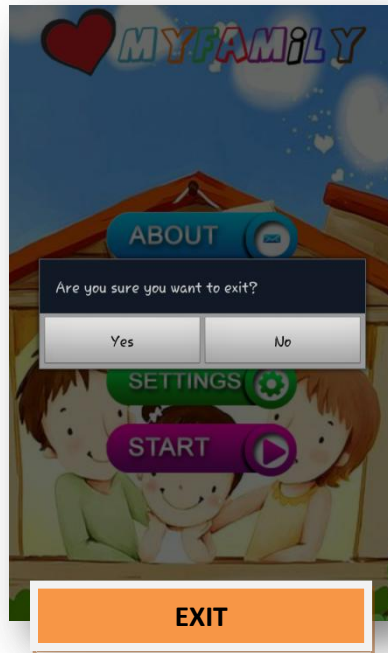 MYFAMiLY
ABOUT
Are you sure you want to exit?
Yes No
SETTINGS
START
EXIT